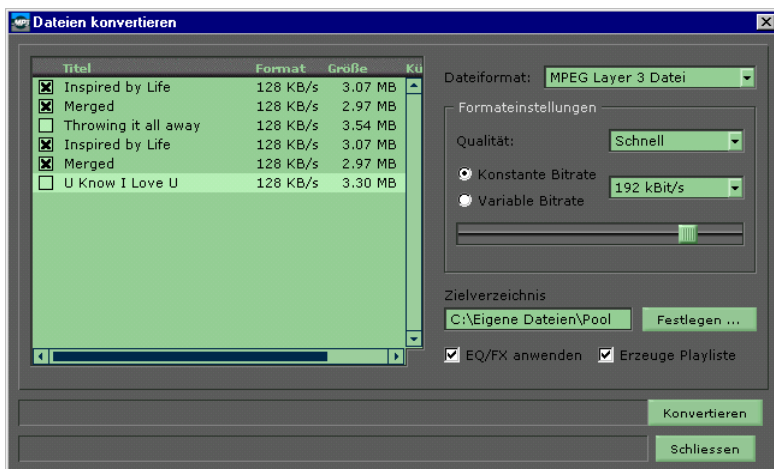 Dateien konvertieren
Titel Format Größe Kü
Inspired by Life 128 KB/s 3.07 MB
Merged 128 KB/s 2.97 MB
Throwing it all away 128 KB/s 3.54 MB
Inspired by Life 128 KB/s 3.07 MB
Merged 128 KB/s 2.97 MB
U Know I Love U 128 KB/s 3.30 MB
Dateiformat: MPEG Layer 3 Datei
Formateinstellungen
Qualität: Schnell
Konstante Bitrate
192 kBit/s
Variable Bitrate
Zielverzeichnis
C:\Eigene Dateien\Pool Festlegen ...
EQ/FX anwenden Erzeuge Playliste
Konvertieren
Schliessen